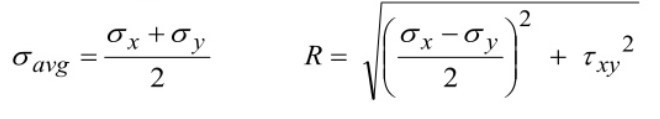 σ_avg = (σ_x + σ_y) / 2    R = √(((σ_x − σ_y) / 2)² + τ_xy²)